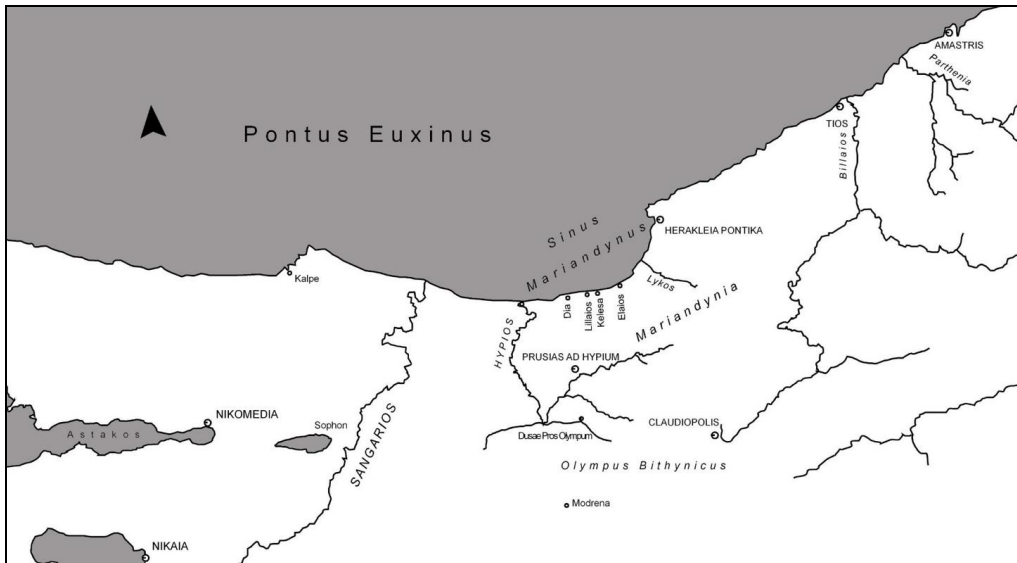 AMASTRIS
Parthenia
TIOS
Billaios
Pontus Euxinus
Sinus
Mariandynus
HERAKLEIA PONTIKA
Kalpe
Lykos
Dia
Lillaios
Kelesa
Elaios
Mariandynia
HYPIOS
PRUSIAS AD HYPIUM
NIKOMEDIA
Astakos
Sophon
SANGARIOS
Dusae Pros Olympum
CLAUDIOPOLIS
Olympus Bithynicus
Modrena
NIKAIA